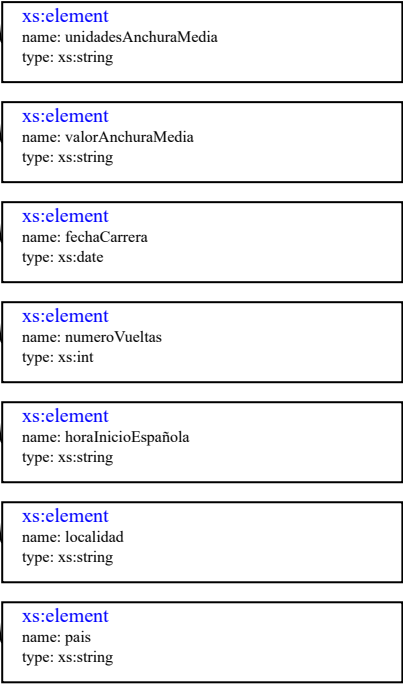 xs:element
name: unidadesAnchuraMedia
type: xs:string
xs:element
name: valorAnchuraMedia
type: xs:string
xs:element
name: fechaCarrera
type: xs:date
xs:element
name: numeroVueltas
type: xs:int
xs:element
name: horaInicioEspañola
type: xs:string
xs:element
name: localidad
type: xs:string
xs:element
name: pais
type: xs:string